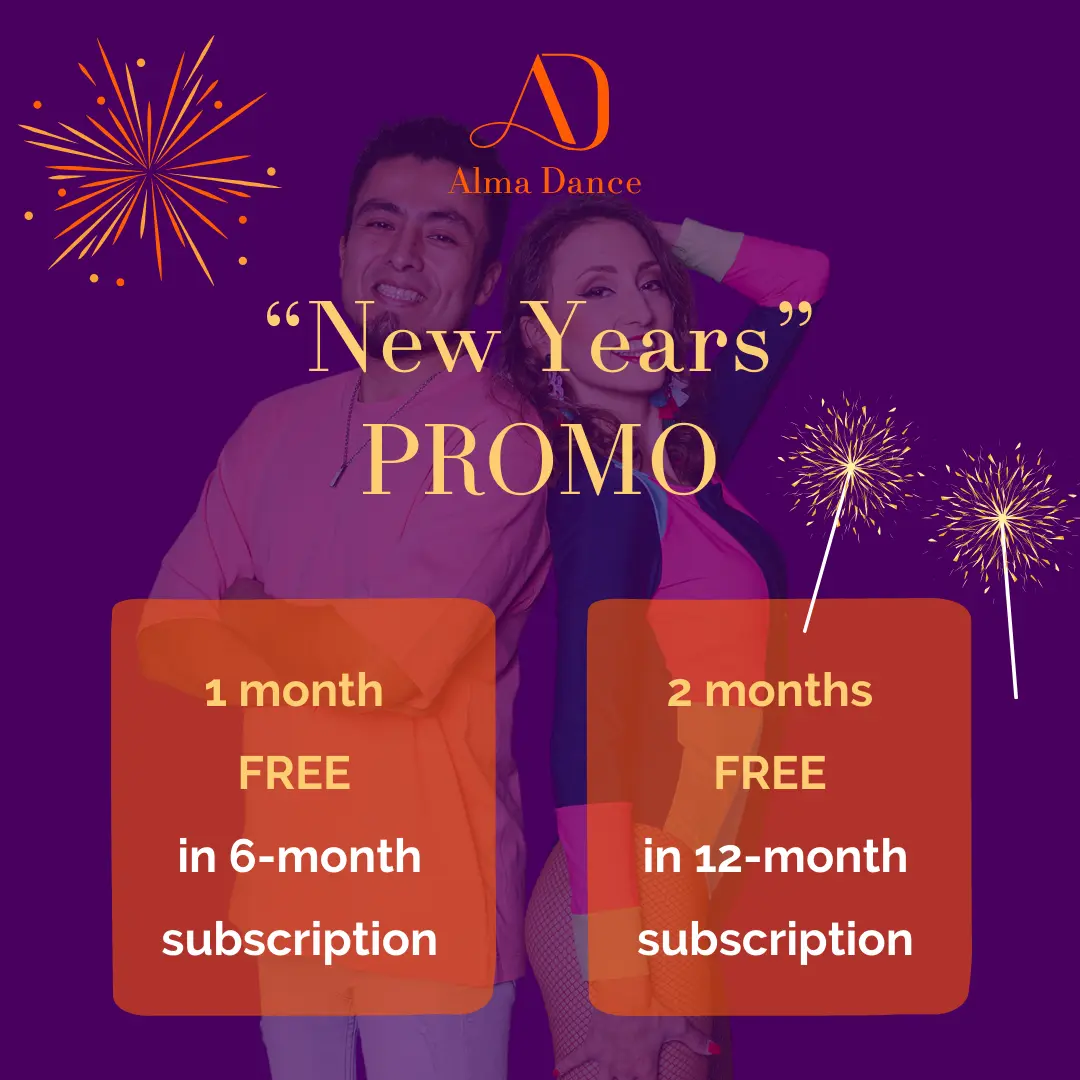 AD
Alma Dance
“New Years”
PROMO
1 month
FREE
in 6-month
subscription
2 months
FREE
in 12-month
subscription